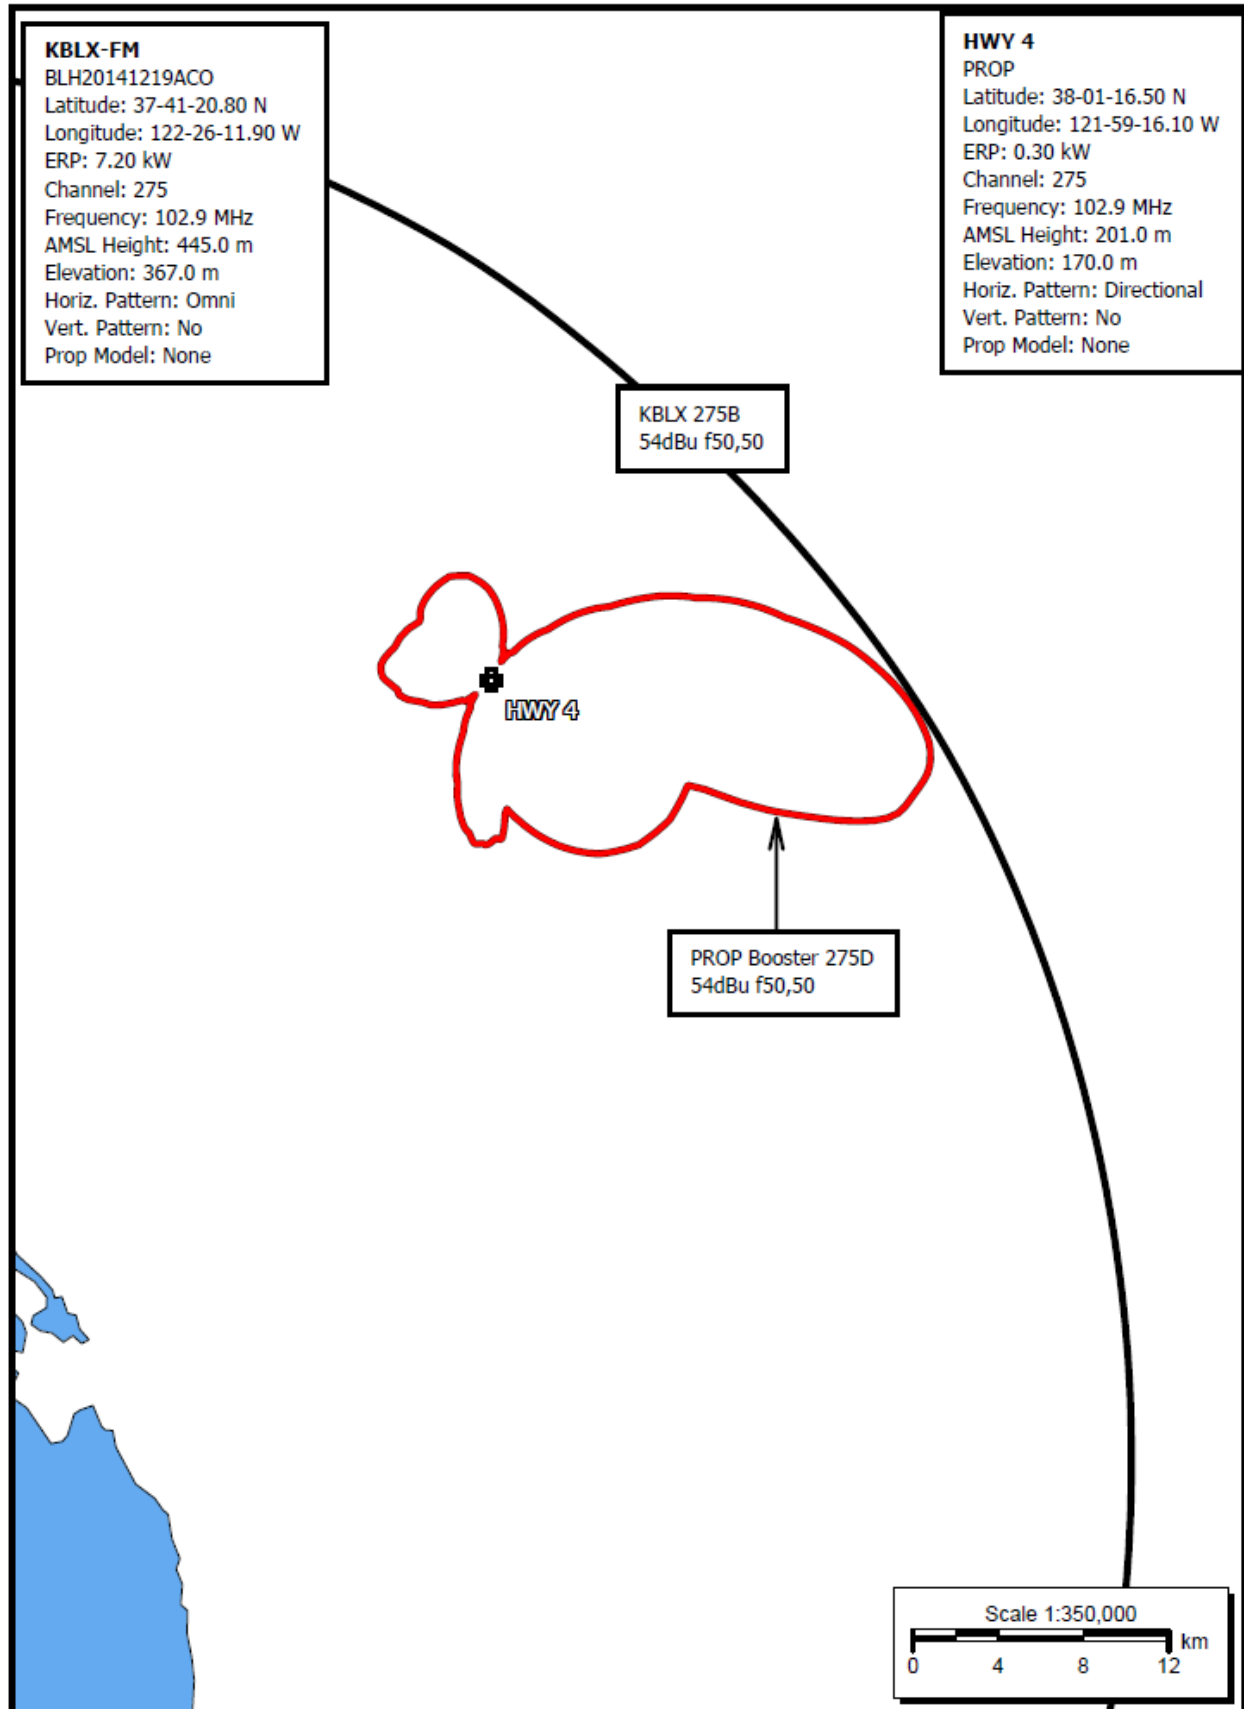 KBLX-FM
BLH20141219ACO
Latitude: 37-41-20.80 N
Longitude: 122-26-11.90 W
ERP: 7.20 kW
Channel: 275
Frequency: 102.9 MHz
AMSL Height: 445.0 m
Elevation: 367.0 m
Horiz. Pattern: Omni
Vert. Pattern: No
Prop Model: None
HWY 4
PROP
Latitude: 38-01-16.50 N
Longitude: 121-59-16.10 W
ERP: 0.30 kW
Channel: 275
Frequency: 102.9 MHz
AMSL Height: 201.0 m
Elevation: 170.0 m
Horiz. Pattern: Directional
Vert. Pattern: No
Prop Model: None
KBLX 275B
54dBu f50,50
HWY 4
PROP Booster 275D
54dBu f50,50
Scale 1:350,000
km
0 4 8 12